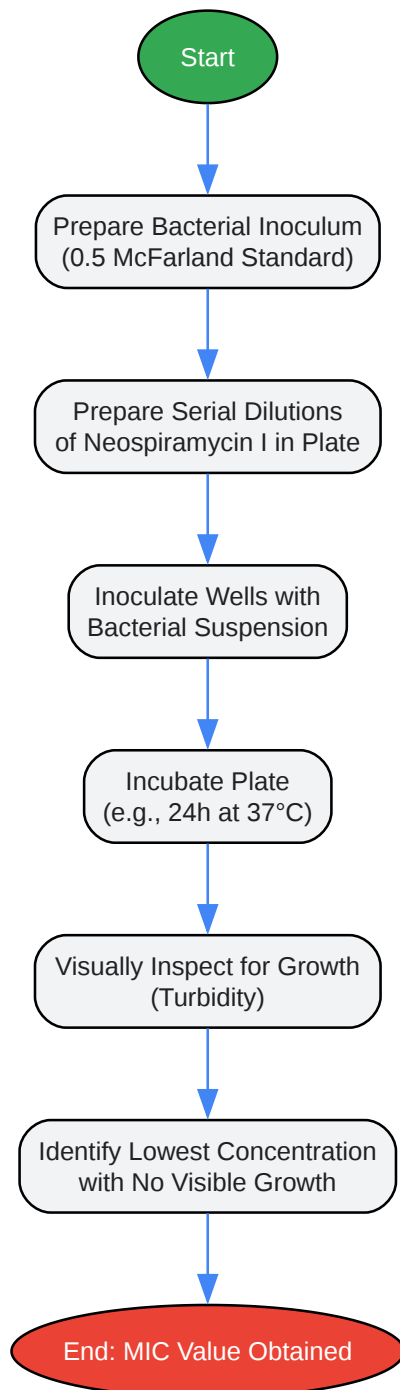 Start
Prepare Bacterial Inoculum
(0.5 McFarland Standard)
Prepare Serial Dilutions
of Neospiramycin I in Plate
Inoculate Wells with
Bacterial Suspension
Incubate Plate
(e.g., 24h at 37°C)
Visually Inspect for Growth
(Turbidity)
Identify Lowest Concentration
with No Visible Growth
End: MIC Value Obtained